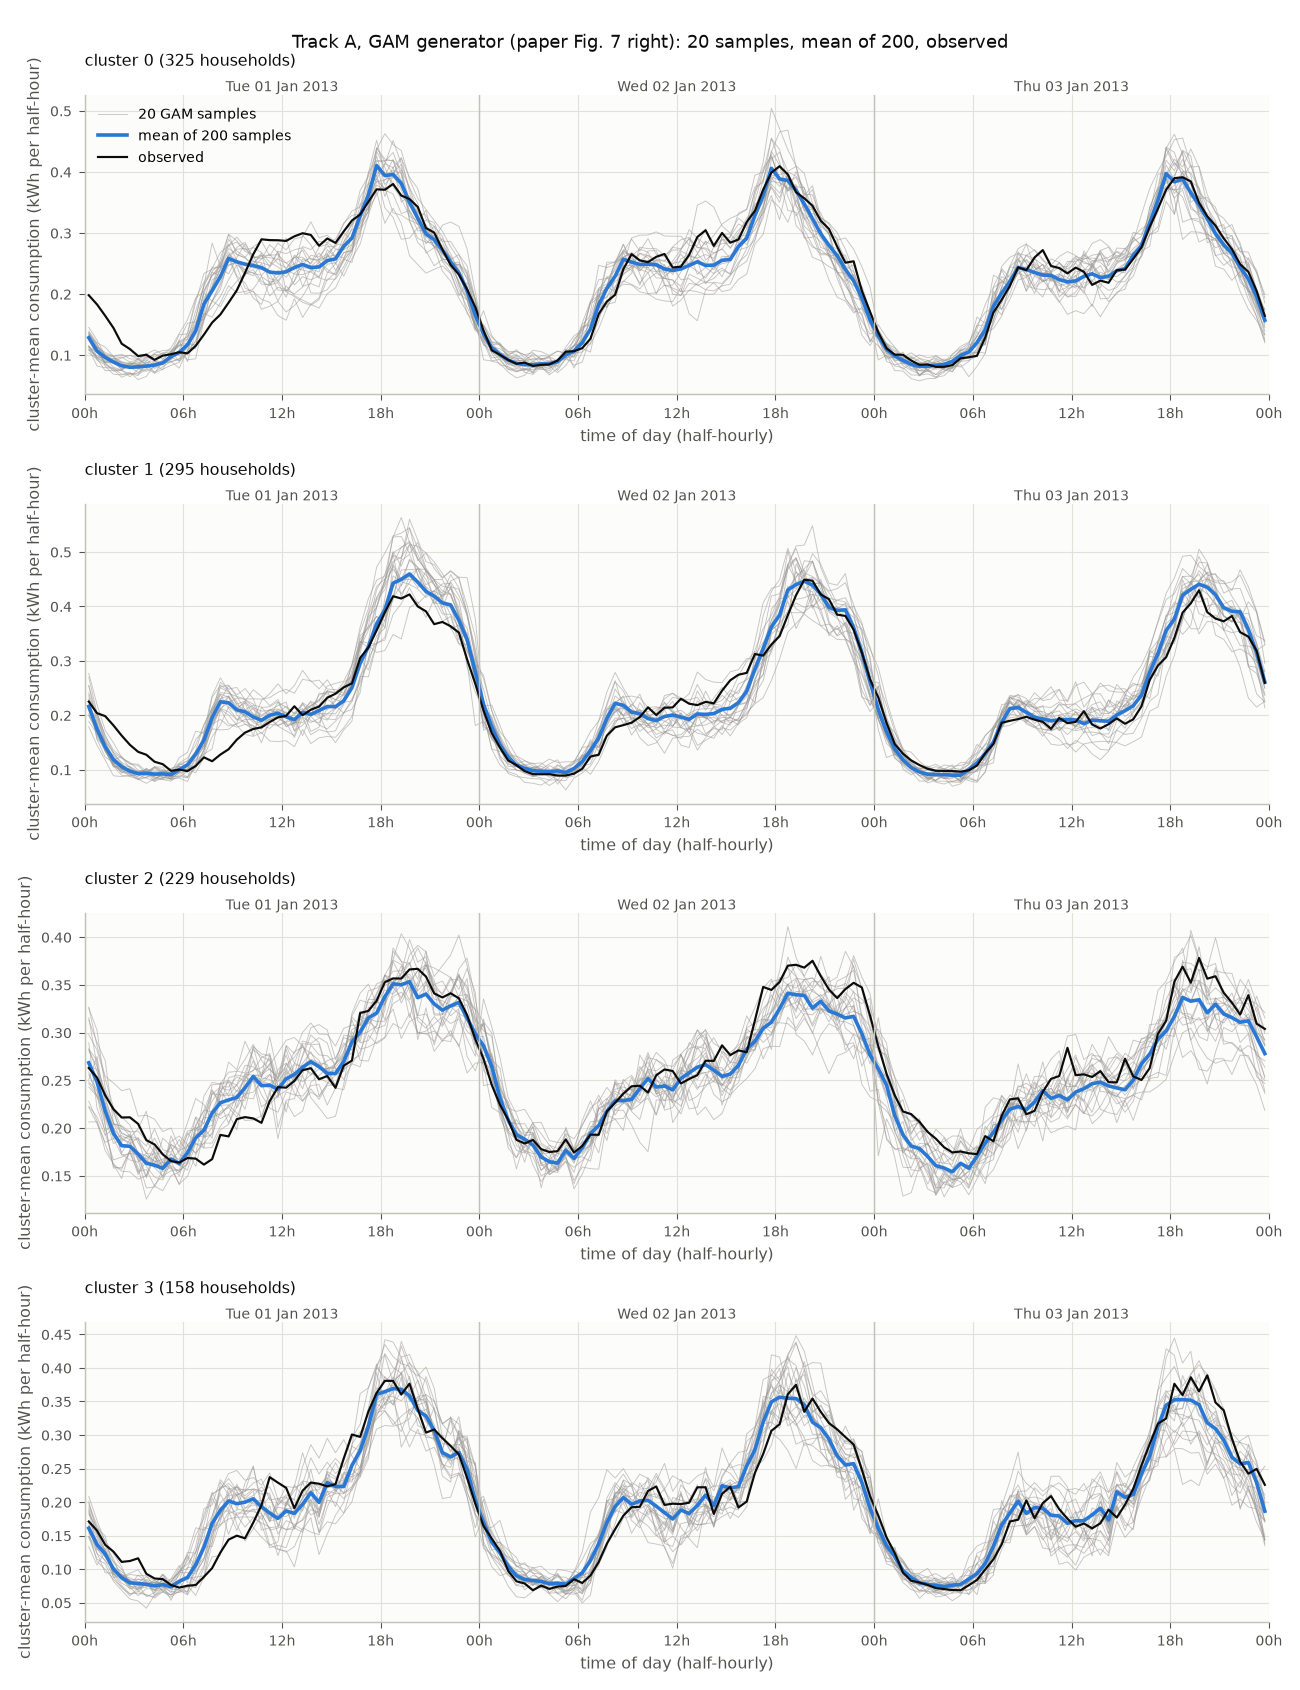 Track A, GAM generator (paper Fig. 7 right): 20 samples, mean of 200, observed
cluster 0 (325 households)
Tue 01 Jan 2013 Wed 02 Jan 2013 Thu 03 Jan 2013
20 GAM samples
mean of 200 samples
observed
cluster-mean consumption (kWh per half-hour)
0.5
0.4
0.3
0.2
0.1
00h 06h 12h 18h 00h 06h 12h 18h 00h 06h 12h 18h 00h
time of day (half-hourly)
cluster 1 (295 households)
Tue 01 Jan 2013 Wed 02 Jan 2013 Thu 03 Jan 2013
cluster-mean consumption (kWh per half-hour)
0.5
0.4
0.3
0.2
0.1
00h 06h 12h 18h 00h 06h 12h 18h 00h 06h 12h 18h 00h
time of day (half-hourly)
cluster 2 (229 households)
Tue 01 Jan 2013 Wed 02 Jan 2013 Thu 03 Jan 2013
cluster-mean consumption (kWh per half-hour)
0.40
0.35
0.30
0.25
0.20
0.15
00h 06h 12h 18h 00h 06h 12h 18h 00h 06h 12h 18h 00h
time of day (half-hourly)
cluster 3 (158 households)
Tue 01 Jan 2013 Wed 02 Jan 2013 Thu 03 Jan 2013
cluster-mean consumption (kWh per half-hour)
0.45
0.40
0.35
0.30
0.25
0.20
0.15
0.10
0.05
00h 06h 12h 18h 00h 06h 12h 18h 00h 06h 12h 18h 00h
time of day (half-hourly)